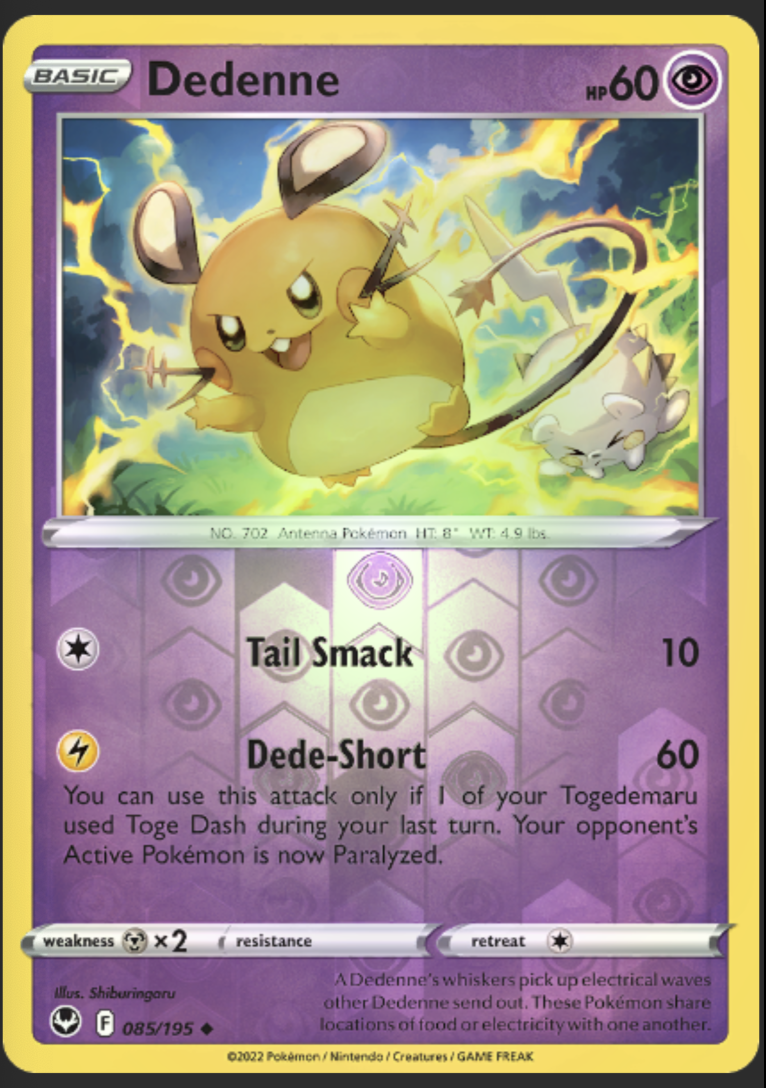 BASIC Dedenne HP60
NO. 702 Antenna Pokémon HT: 8" WT: 4.9 lbs.
Tail Smack 10
Dede-Short 60
You can use this attack only if 1 of your Togedemaru
used Toge Dash during your last turn. Your opponent's
Active Pokémon is now Paralyzed.
weakness ×2 resistance retreat
Illus. Shiburingaru
A Dedenne's whiskers pick up electrical waves
other Dedenne send out. These Pokémon share
locations of food or electricity with one another.
F 085/195
©2022 Pokémon / Nintendo / Creatures / GAME FREAK